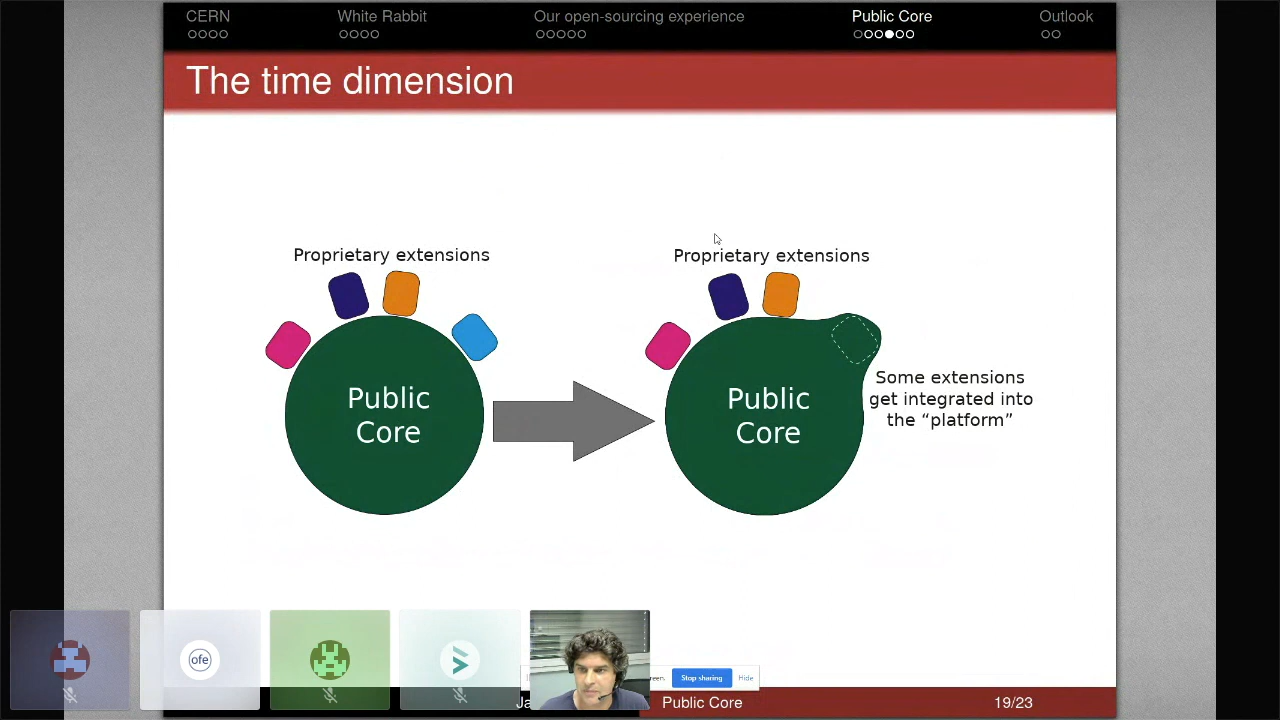 CERN
White Rabbit
Our open-sourcing experience
Public Core
Outlook
The time dimension
Proprietary extensions
Proprietary extensions
Public
Core
Public
Core
Some extensions
get integrated into
the “platform”
ofe
Stop sharing
Hide
Public Core
19/23